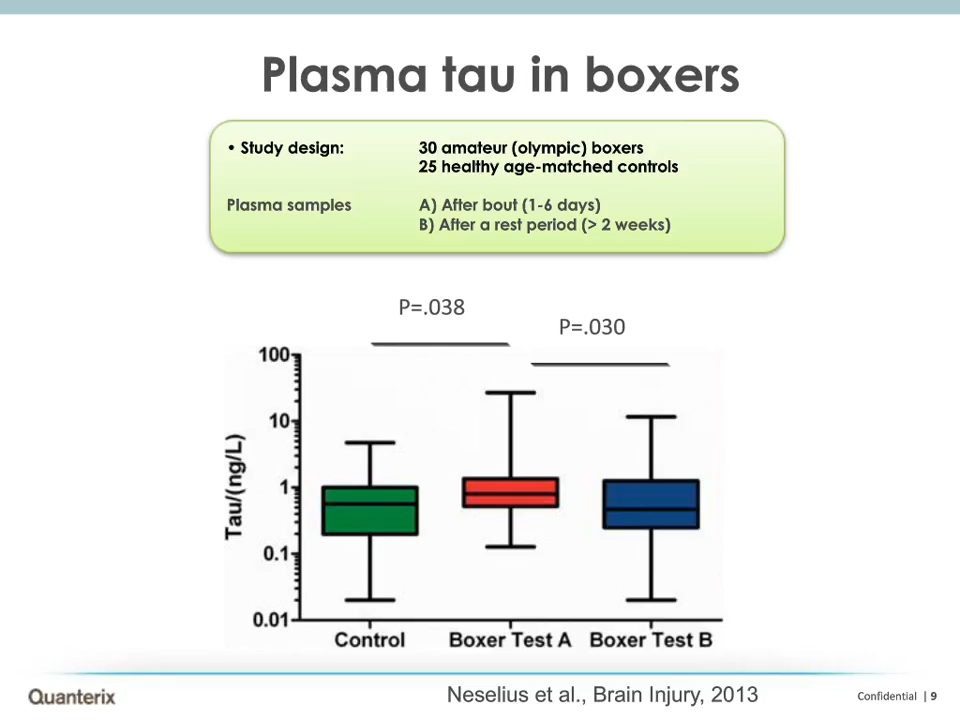 Plasma tau in boxers
• Study design: 30 amateur (olympic) boxers
25 healthy age-matched controls
Plasma samples A) After bout (1-6 days)
B) After a rest period (> 2 weeks)
P=.038
P=.030
100
10
1
0.1
0.01
Tau/(ng/L)
Control Boxer Test A Boxer Test B
Quanterix Neselius et al., Brain Injury, 2013 Confidential | 9